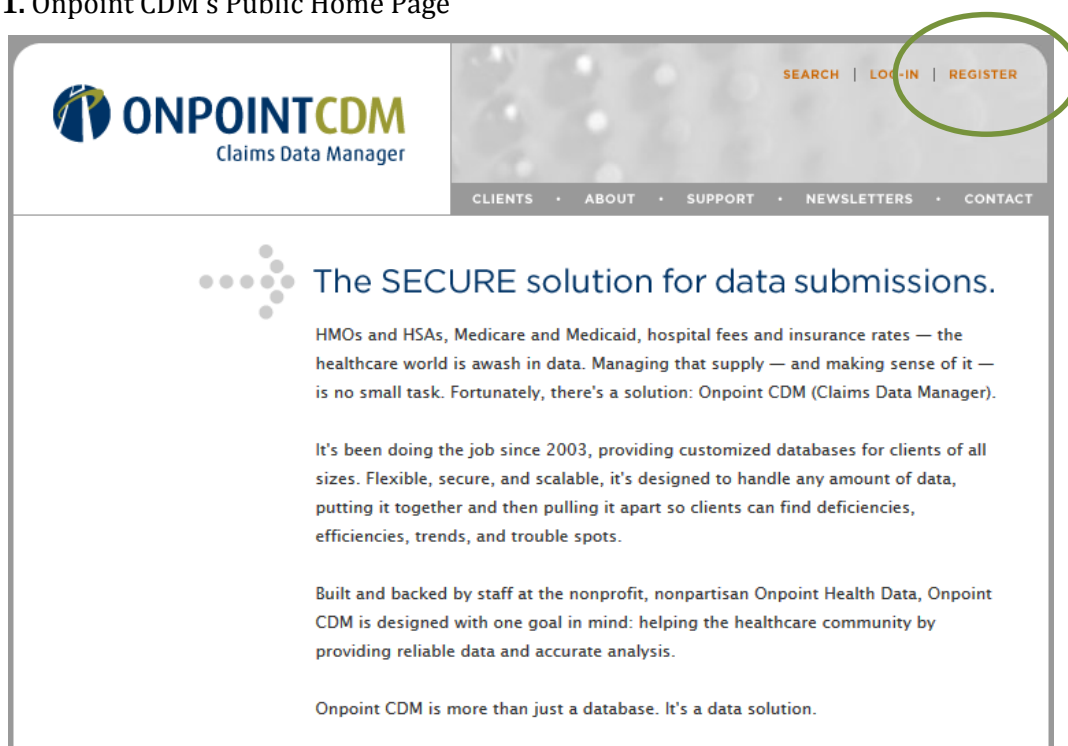 1. Onpoint CDM's Public Home Page
SEARCH | LOG-IN | REGISTER
ONPOINTCDM
Claims Data Manager
CLIENTS · ABOUT · SUPPORT · NEWSLETTERS · CONTACT
The SECURE solution for data submissions.
HMOs and HSAs, Medicare and Medicaid, hospital fees and insurance rates — the
healthcare world is awash in data. Managing that supply — and making sense of it —
is no small task. Fortunately, there's a solution: Onpoint CDM (Claims Data Manager).
It's been doing the job since 2003, providing customized databases for clients of all
sizes. Flexible, secure, and scalable, it's designed to handle any amount of data,
putting it together and then pulling it apart so clients can find deficiencies,
efficiencies, trends, and trouble spots.
Built and backed by staff at the nonprofit, nonpartisan Onpoint Health Data, Onpoint
CDM is designed with one goal in mind: helping the healthcare community by
providing reliable data and accurate analysis.
Onpoint CDM is more than just a database. It's a data solution.